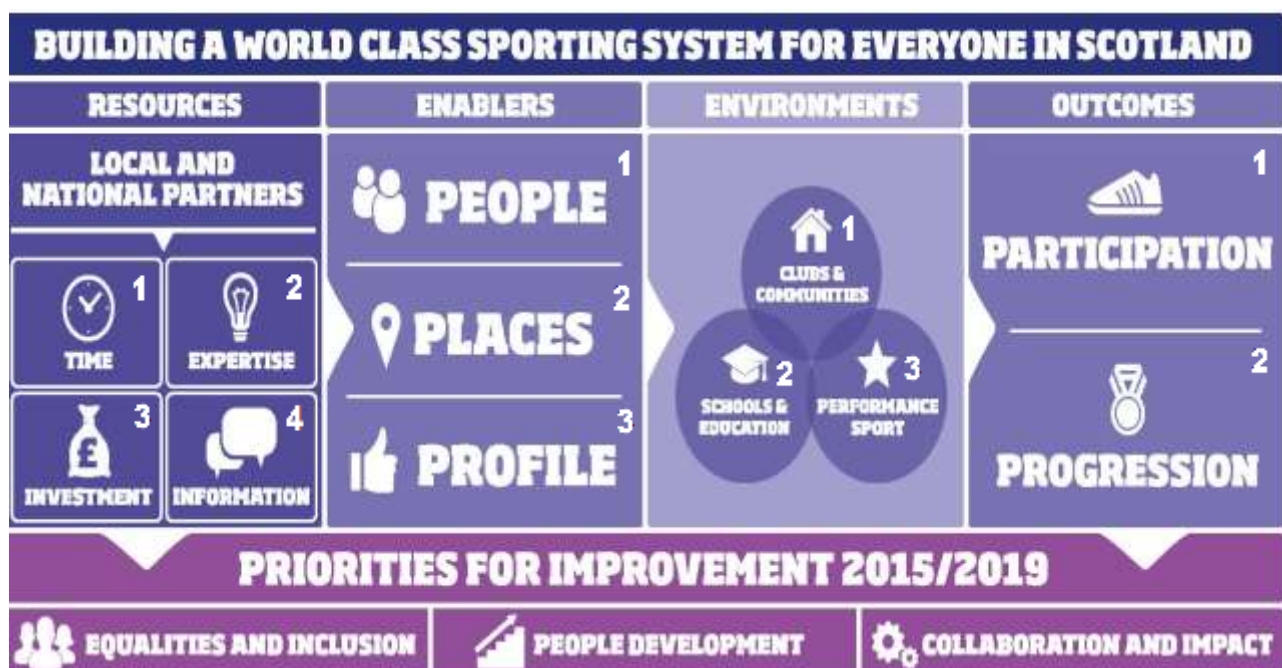 BUILDING A WORLD CLASS SPORTING SYSTEM FOR EVERYONE IN SCOTLAND
RESOURCES
LOCAL AND
NATIONAL PARTNERS
1
TIME
2
EXPERTISE
3
£
INVESTMENT
4
INFORMATION
ENABLERS
1
PEOPLE
2
PLACES
3
PROFILE
ENVIRONMENTS
1
CLUBS &
COMMUNITIES
2
SCHOOLS &
EDUCATION
3
PERFORMANCE
SPORT
OUTCOMES
1
PARTICIPATION
2
PROGRESSION
PRIORITIES FOR IMPROVEMENT 2015/2019
EQUALITIES AND INCLUSION
PEOPLE DEVELOPMENT
COLLABORATION AND IMPACT